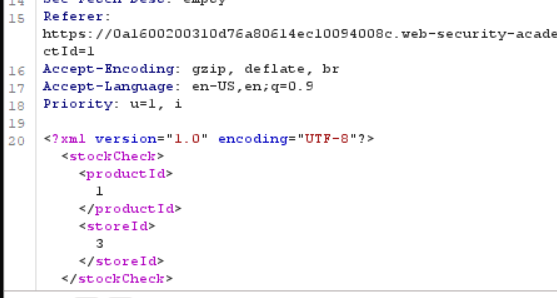 14 Sec-Fetch-Dest: empty
15 Referer:
https://0a1600200310d76a80614ec10094008c.web-security-acade
ctId=1
16 Accept-Encoding: gzip, deflate, br
17 Accept-Language: en-US,en;q=0.9
18 Priority: u=1, i
19
20 <?xml version="1.0" encoding="UTF-8"?>
<stockCheck>
<productId>
1
</productId>
<storeId>
3
</storeId>
</stockCheck>